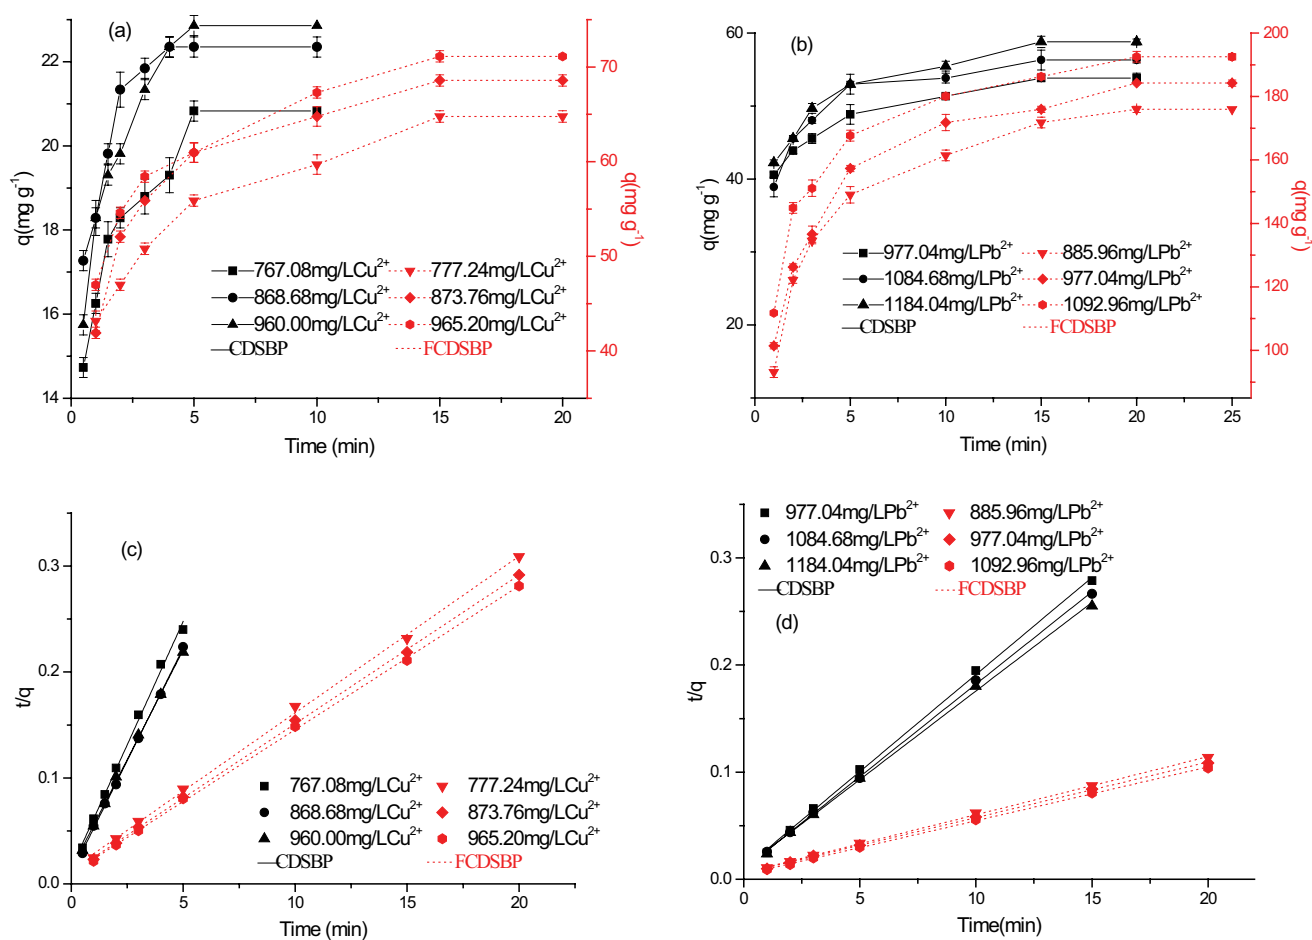 (a)
22
20
18
16
14
q(mg g⁻¹)
70
60
50
40
q(mg g⁻¹)
767.08mg/LCu²⁺ 777.24mg/LCu²⁺
868.68mg/LCu²⁺ 873.76mg/LCu²⁺
960.00mg/LCu²⁺ 965.20mg/LCu²⁺
CDSBP FCDSBP
0 5 10 15 20
Time (min)
(b)
60
40
20
q(mg g⁻¹)
200
180
160
140
120
100
q(mg g⁻¹)
977.04mg/LPb²⁺ 885.96mg/LPb²⁺
1084.68mg/LPb²⁺ 977.04mg/LPb²⁺
1184.04mg/LPb²⁺ 1092.96mg/LPb²⁺
CDSBP FCDSBP
0 5 10 15 20 25
Time (min)
(c)
0.3
0.2
0.1
0.0
t/q
767.08mg/LCu²⁺ 777.24mg/LCu²⁺
868.68mg/LCu²⁺ 873.76mg/LCu²⁺
960.00mg/LCu²⁺ 965.20mg/LCu²⁺
CDSBP FCDSBP
0 5 10 15 20
Time (min)
977.04mg/LPb²⁺ 885.96mg/LPb²⁺
1084.68mg/LPb²⁺ 977.04mg/LPb²⁺
1184.04mg/LPb²⁺ 1092.96mg/LPb²⁺
CDSBP FCDSBP
(d)
0.3
0.2
0.1
0.0
t/q
0 5 10 15 20
Time(min)